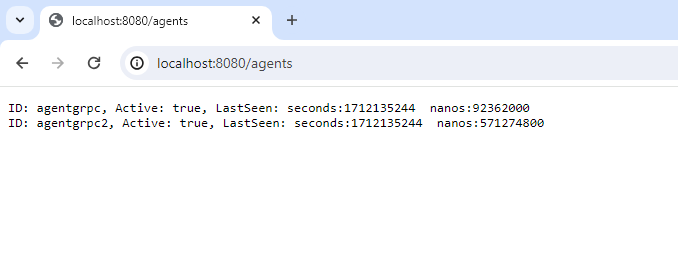 localhost:8080/agents
localhost:8080/agents
ID: agentgrpc, Active: true, LastSeen: seconds:1712135244  nanos:92362000
ID: agentgrpc2, Active: true, LastSeen: seconds:1712135244  nanos:571274800